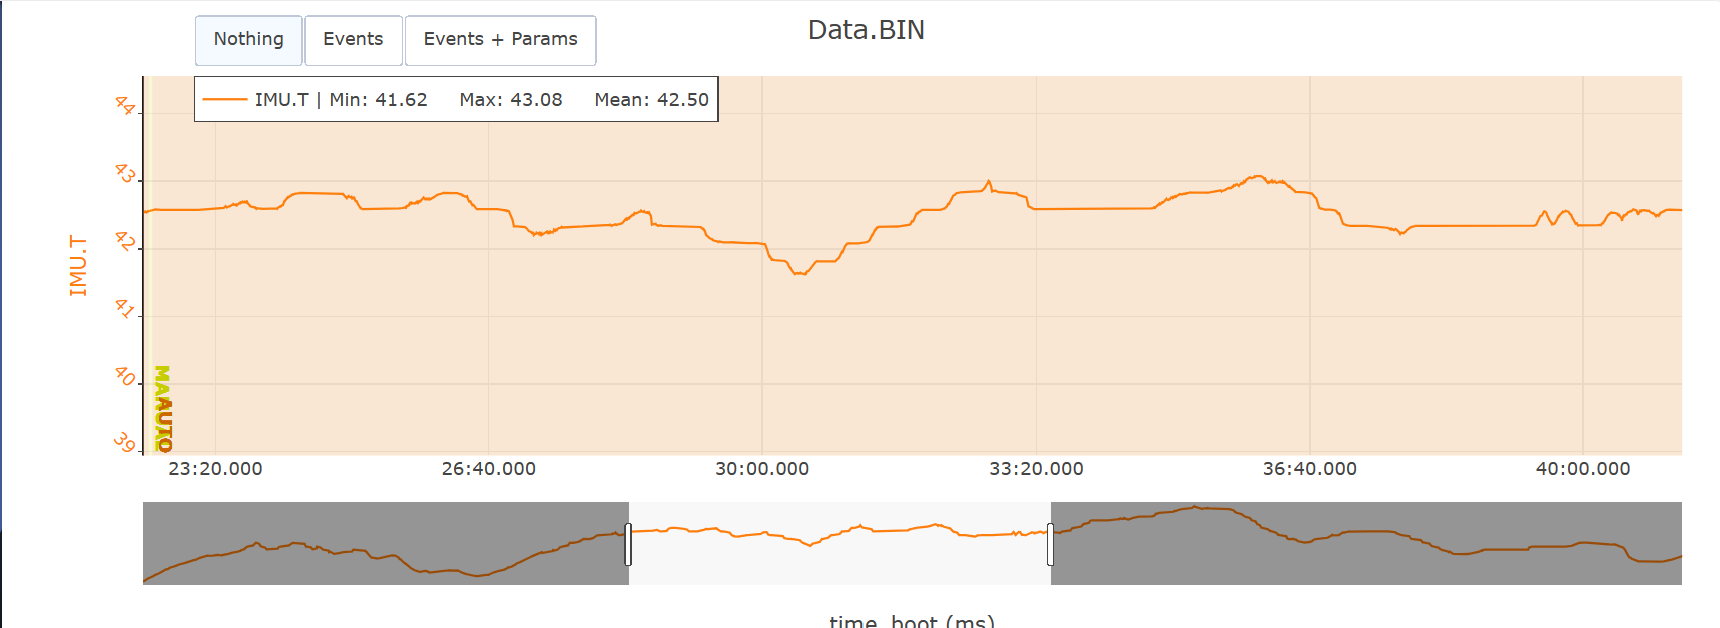 Data.BIN
Nothing Events Events + Params
IMU.T | Min: 41.62 Max: 43.08 Mean: 42.50
44
43
42
41
40
39
IMU.T
MANUAL
AUTO
23:20.000 26:40.000 30:00.000 33:20.000 36:40.000 40:00.000
time_boot (ms)